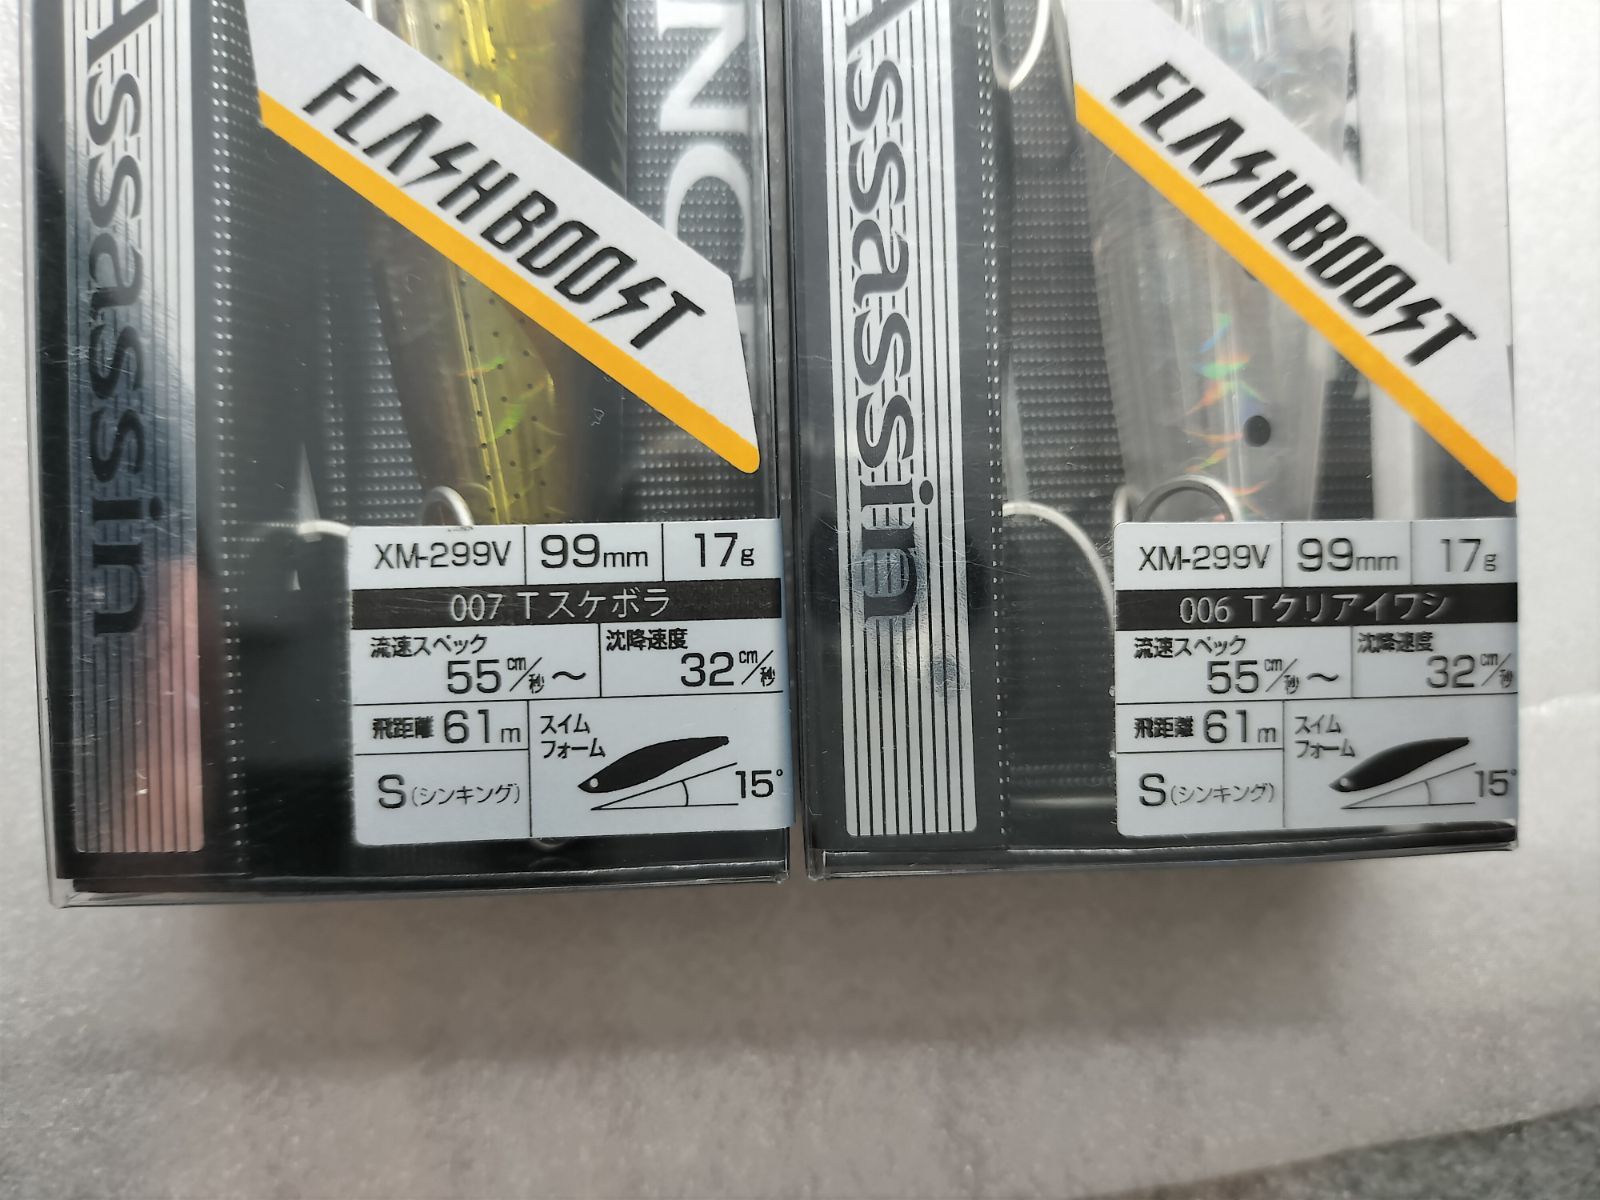 Assassin
FLASHBOOST
XM-299V 99mm 17g
007 T スケボラ
流速スペック 55cm/秒～
沈降速度 32cm/秒
飛距離 61m
S(シンキング)
スイム
フォーム
15°
Assassin
FLASHBOOST
XM-299V 99mm 17g
006 T クリアイワシ
流速スペック 55cm/秒～
沈降速度 32cm/秒
飛距離 61m
S(シンキング)
スイム
フォーム
15°